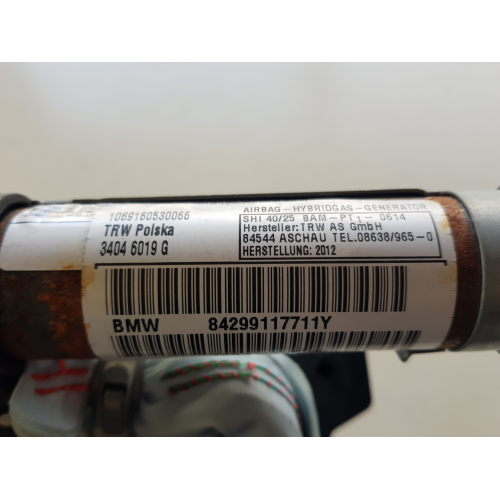 1069160530066
TRW Polska
3404 6019 G
AIRBAG-HYBRIDGAS-GENERATOR
SHI 40/25 BAM-PT1- 0614
Hersteller: TRW AS GmbH
84544 ASCHAU TEL.08638/965-0
HERSTELLUNG: 2012
BMW 84299117711Y